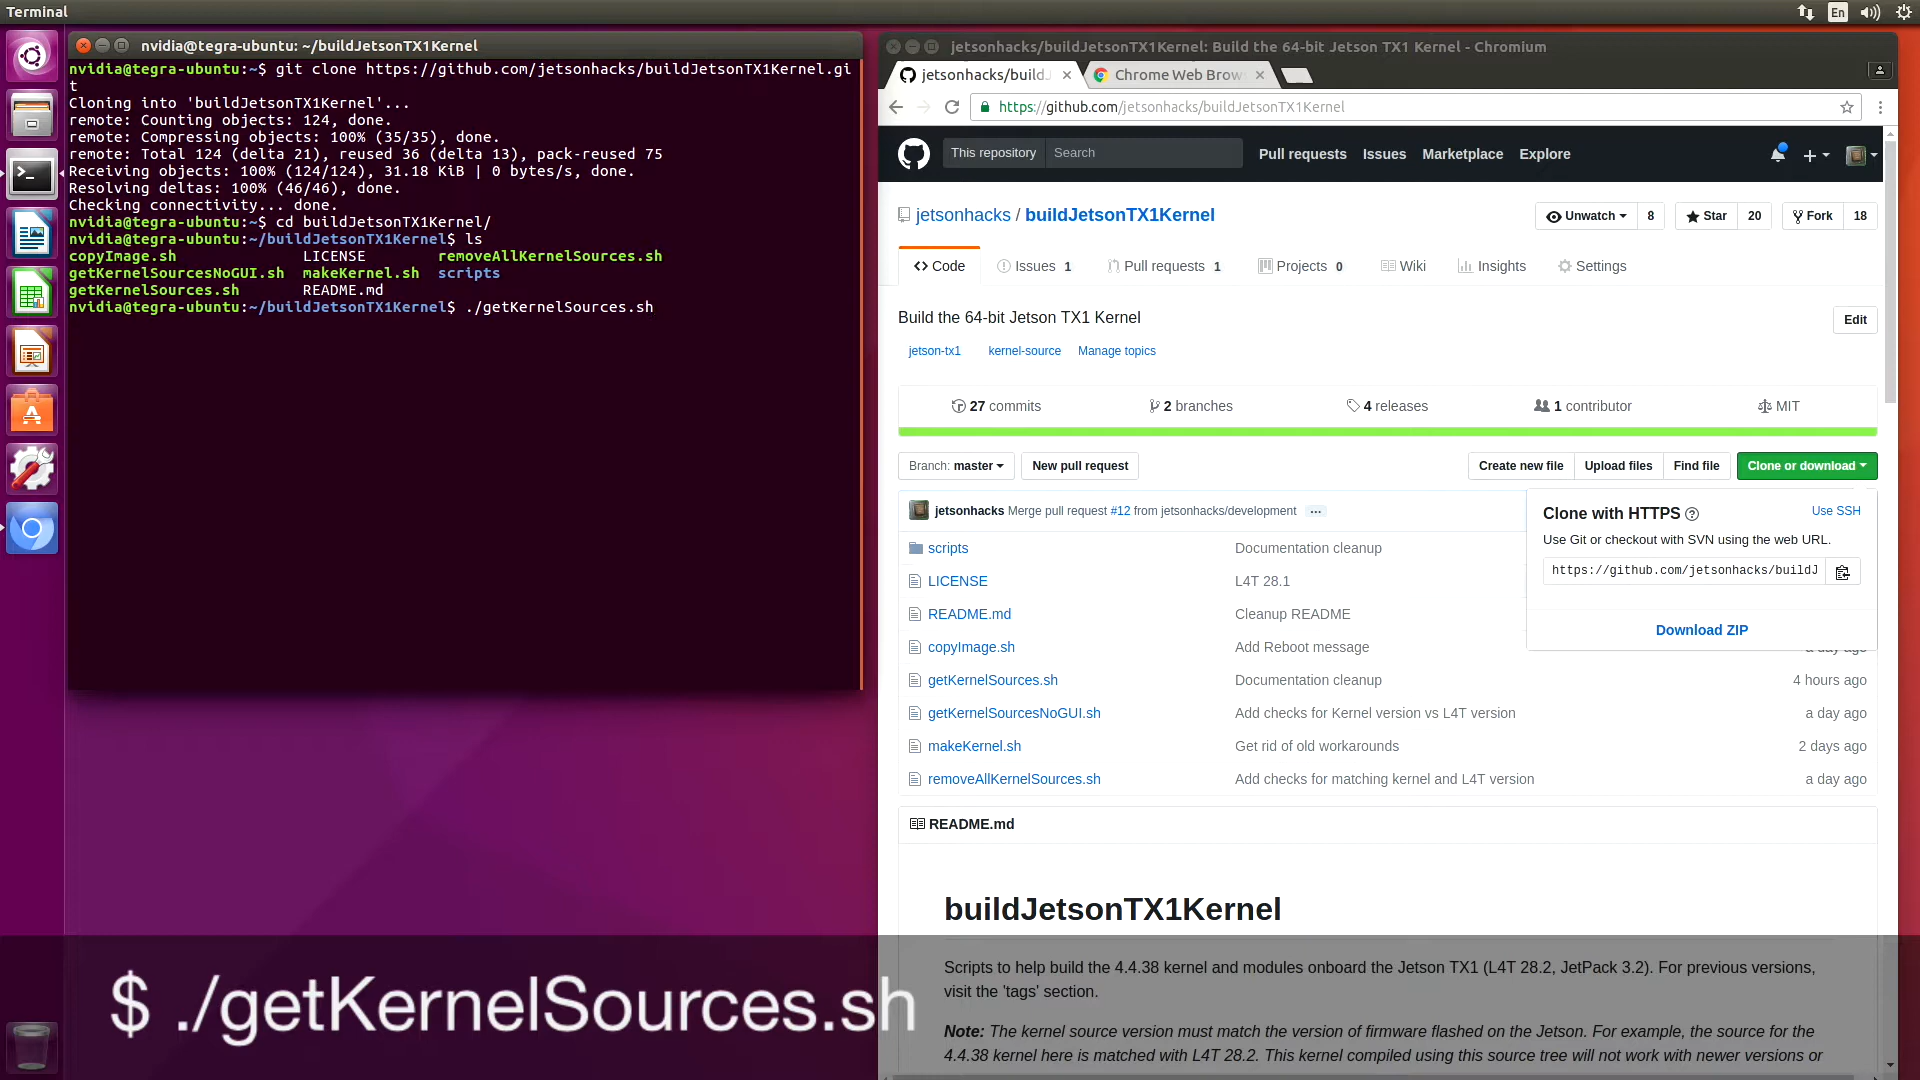 Terminal
En
nvidia@tegra-ubuntu: ~/buildJetsonTX1Kernel
nvidia@tegra-ubuntu:~$ git clone https://github.com/jetsonhacks/buildJetsonTX1Kernel.gi
t
Cloning into 'buildJetsonTX1Kernel'...
remote: Counting objects: 124, done.
remote: Compressing objects: 100% (35/35), done.
remote: Total 124 (delta 21), reused 36 (delta 13), pack-reused 75
Receiving objects: 100% (124/124), 31.18 KiB | 0 bytes/s, done.
Resolving deltas: 100% (46/46), done.
Checking connectivity... done.
nvidia@tegra-ubuntu:~$ cd buildJetsonTX1Kernel/
nvidia@tegra-ubuntu:~/buildJetsonTX1Kernel$ ls
copyImage.sh LICENSE removeAllKernelSources.sh
getKernelSourcesNoGUI.sh makeKernel.sh scripts
getKernelSources.sh README.md
nvidia@tegra-ubuntu:~/buildJetsonTX1Kernel$ ./getKernelSources.sh
jetsonhacks/buildJetsonTX1Kernel: Build the 64-bit Jetson TX1 Kernel - Chromium
jetsonhacks/buildJ
Chrome Web Brow
https://github.com/jetsonhacks/buildJetsonTX1Kernel
This repository Search Pull requests Issues Marketplace Explore
jetsonhacks / buildJetsonTX1Kernel
Unwatch 8 Star 20 Fork 18
Code Issues 1 Pull requests 1 Projects 0 Wiki Insights Settings
Build the 64-bit Jetson TX1 Kernel
Edit
jetson-tx1 kernel-source Manage topics
27 commits 2 branches 4 releases 1 contributor MIT
Branch: master New pull request Create new file Upload files Find file Clone or download
jetsonhacks Merge pull request #12 from jetsonhacks/development ...
Clone with HTTPS ? Use SSH
Use Git or checkout with SVN using the web URL.
https://github.com/jetsonhacks/buildJ
Download ZIP
scripts Documentation cleanup
LICENSE L4T 28.1
README.md Cleanup README
copyImage.sh Add Reboot message a day ago
getKernelSources.sh Documentation cleanup 4 hours ago
getKernelSourcesNoGUI.sh Add checks for Kernel version vs L4T version a day ago
makeKernel.sh Get rid of old workarounds 2 days ago
removeAllKernelSources.sh Add checks for matching kernel and L4T version a day ago
README.md
buildJetsonTX1Kernel
Scripts to help build the 4.4.38 kernel and modules onboard the Jetson TX1 (L4T 28.2, JetPack 3.2). For previous versions,
visit the 'tags' section.
Note: The kernel source version must match the version of firmware flashed on the Jetson. For example, the source for the
4.4.38 kernel here is matched with L4T 28.2. This kernel compiled using this source tree will not work with newer versions or
$ ./getKernelSources.sh